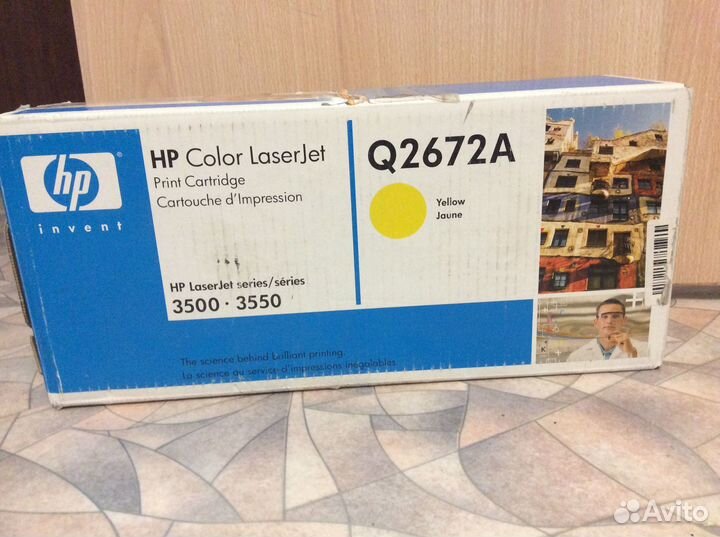 hp
invent
HP Color LaserJet
Print Cartridge
Cartouche d'Impression
HP LaserJet series/séries
3500 · 3550
The science behind brilliant printing.
La science au service d'impressions inégalables.
Q2672A
Yellow
Jaune
K
Avito